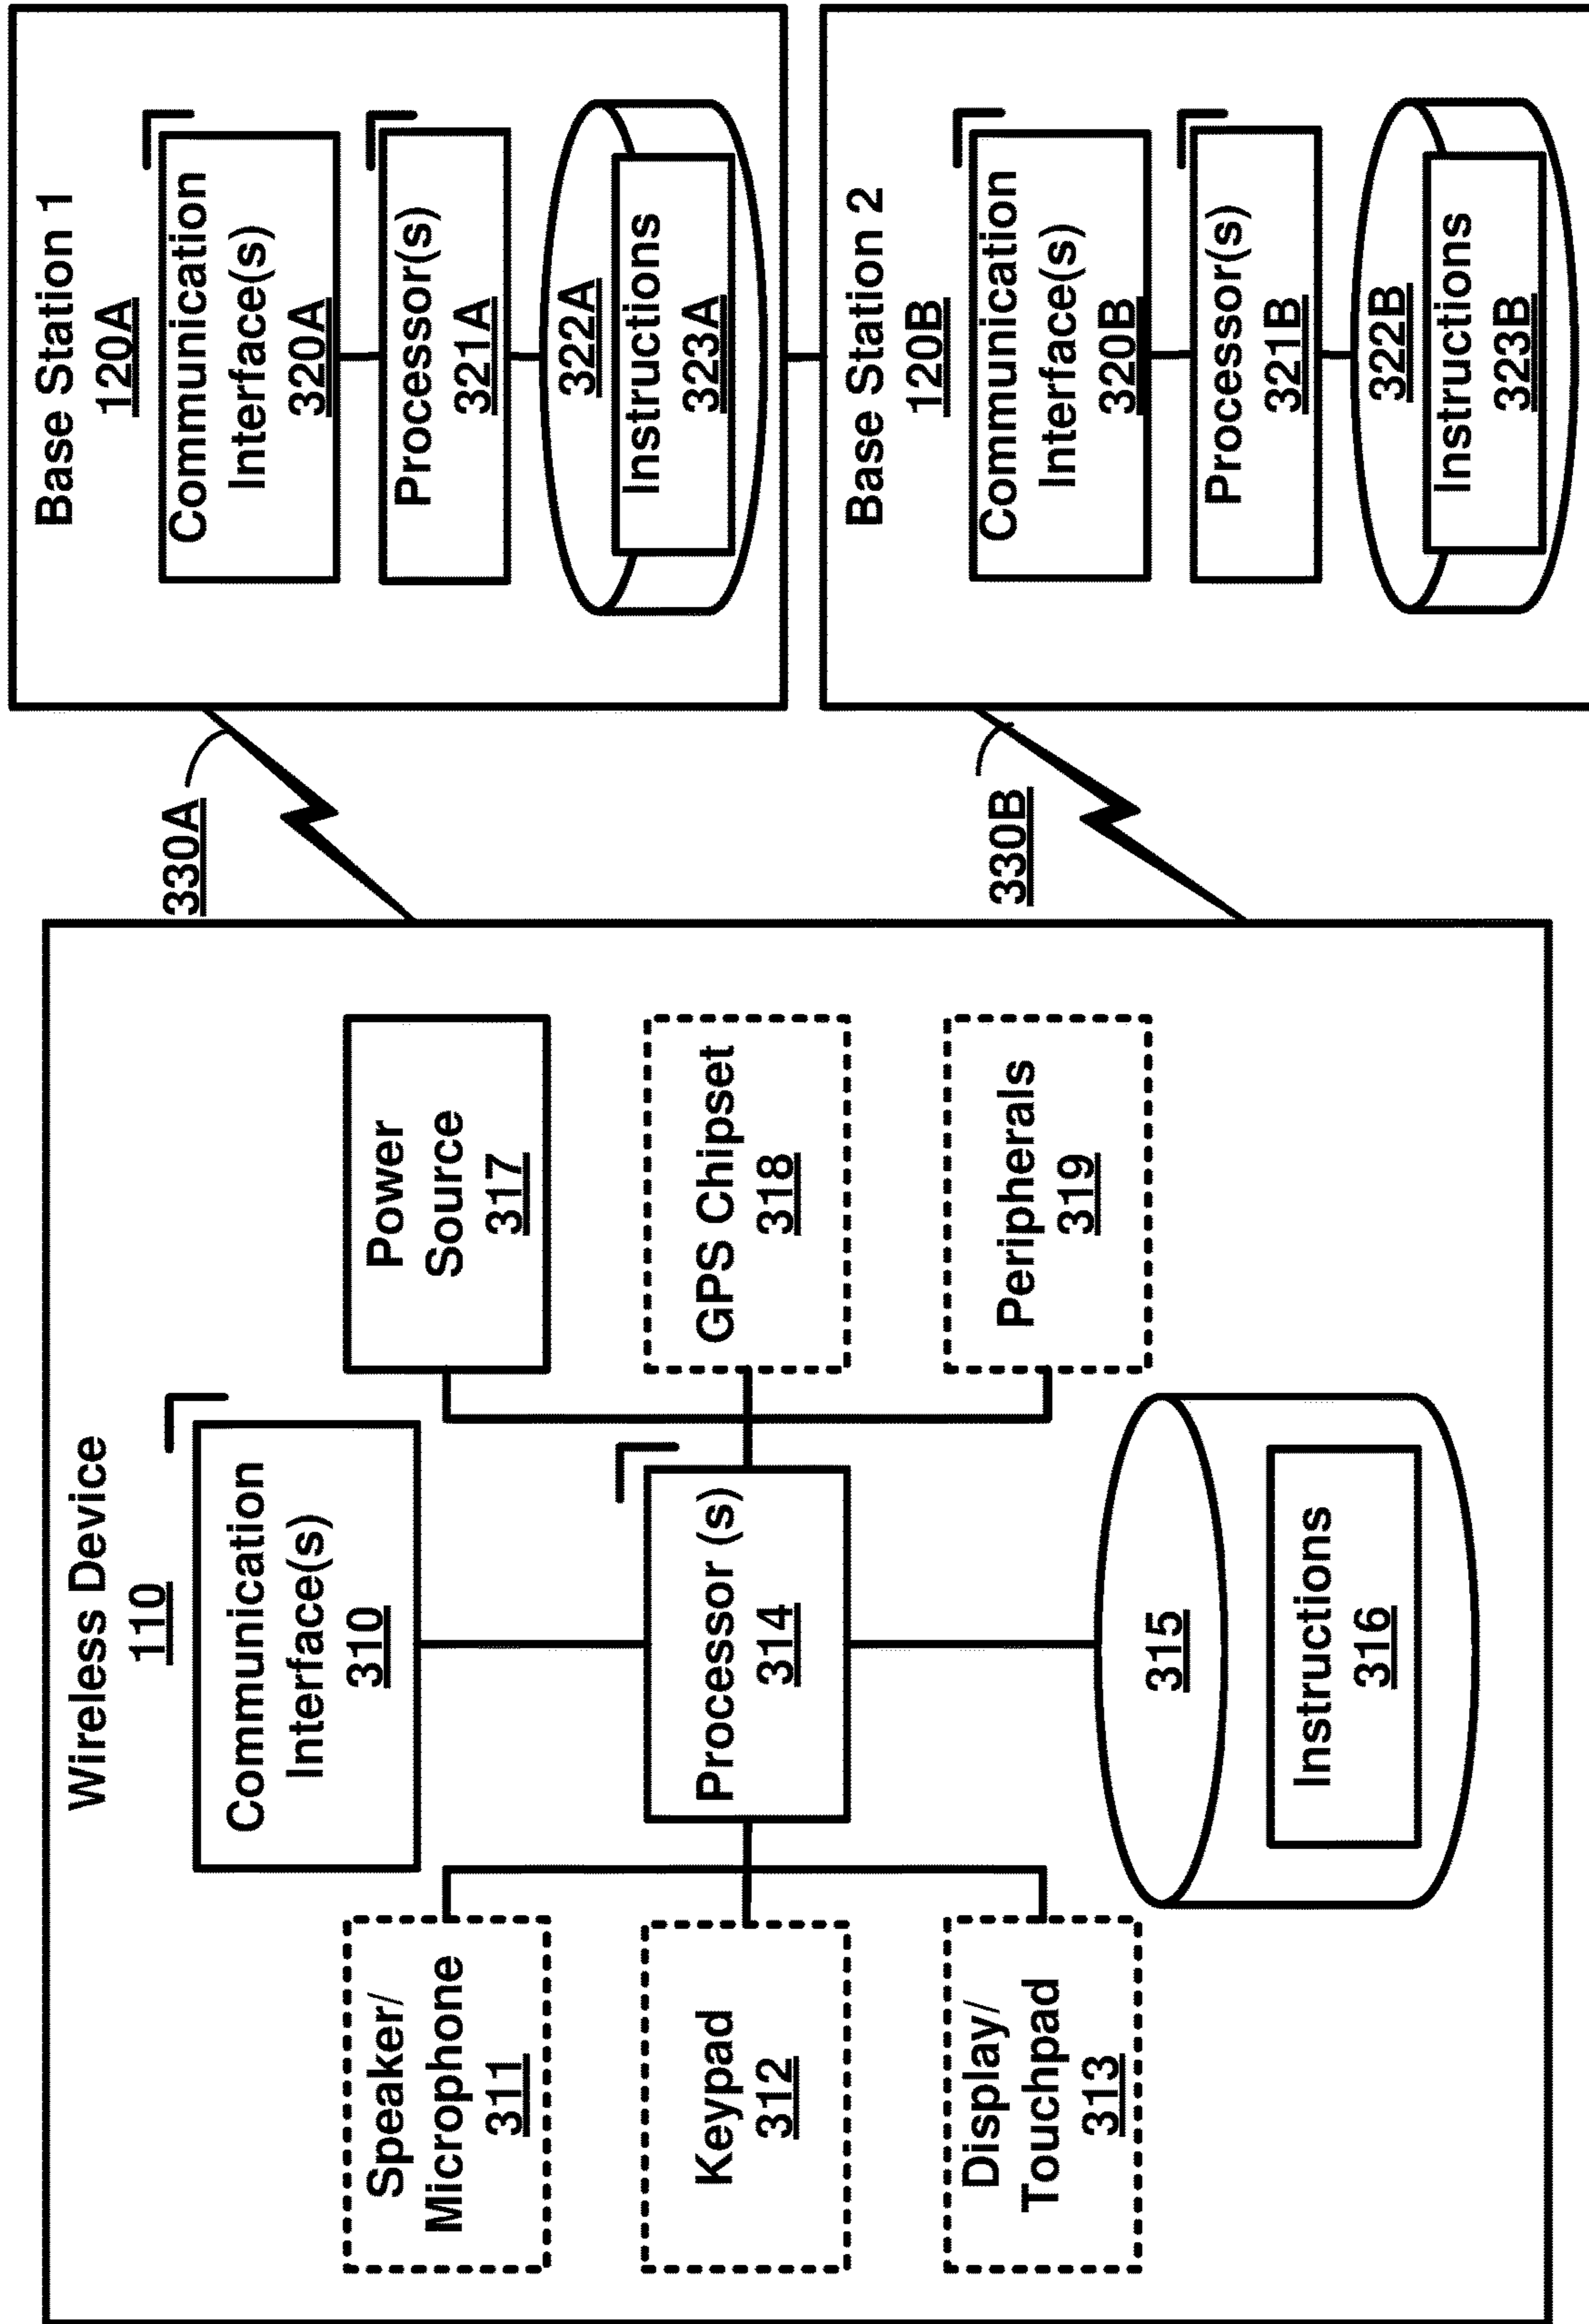 Wireless Device
110
Communication
Interface(s)
310
Speaker/
Microphone
311
Keypad
312
Display/
Touchpad
313
Processor (s)
314
Power
Source
317
GPS Chipset
318
Peripherals
319
315
Instructions
316
330A
330B
Base Station 1
120A
Communication
Interface(s)
320A
Processor(s)
321A
322A
Instructions
323A
Base Station 2
120B
Communication
Interface(s)
320B
Processor(s)
321B
322B
Instructions
323B